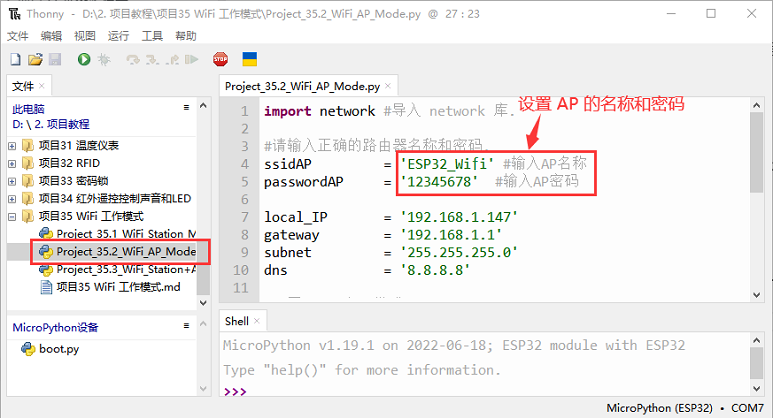 Thonny - D:\2. 项目教程\项目35 WiFi 工作模式\Project_35.2_WiFi_AP_Mode.py @ 27 : 23
文件 编辑 视图 运行 工具 帮助
STOP
文件
此电脑
D: \ 2. 项目教程
项目31 温度仪表
项目32 RFID
项目33 密码锁
项目34 红外遥控控制声音和LED
项目35 WiFi 工作模式
Project_35.1_WiFi_Station_M
Project_35.2_WiFi_AP_Mode
Project_35.3_WiFi_Station+A
项目35 WiFi 工作模式.md
MicroPython设备
boot.py
Project_35.2_WiFi_AP_Mode.py
设置 AP 的名称和密码
1 import network #导入 network 库.
2
3 #请输入正确的路由器名称和密码.
4 ssidAP = 'ESP32_Wifi' #输入AP名称
5 passwordAP = '12345678' #输入AP密码
6
7 local_IP = '192.168.1.147'
8 gateway = '192.168.1.1'
9 subnet = '255.255.255.0'
10 dns = '8.8.8.8'
11
Shell
MicroPython v1.19.1 on 2022-06-18; ESP32 module with ESP32
Type "help()" for more information.
>>>
MicroPython (ESP32) • COM7